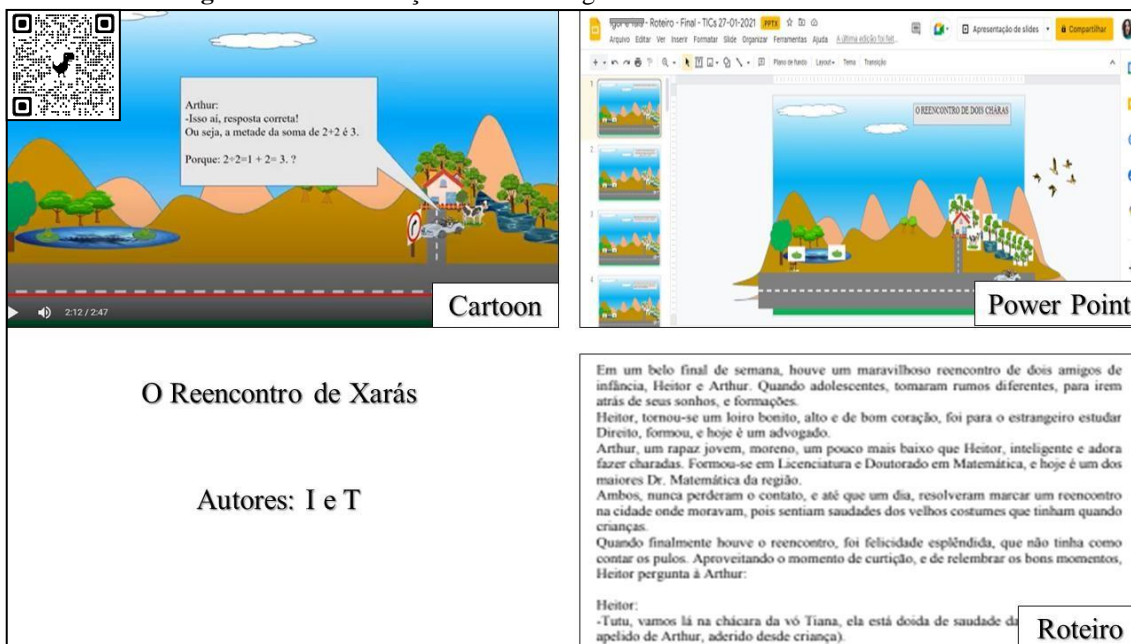 Arthur:
-Isso aí, resposta correta!
Ou seja, a metade da soma de 2+2 é 3.
Porque: 2÷2=1 + 2= 3. ?
2:12 / 2:47
Cartoon
- Roteiro - Final - TICs 27-01-2021 .PPTX
Arquivo Editar Ver Inserir Formatar Slide Organizar Ferramentas Ajuda A última edição foi feit...
Apresentação de slides
Compartilhar
Plano de fundo Layout Tema Transição
1
2
3
4
O REENCONTRO DE DOIS CHARAS
Power Point
O Reencontro de Xarás
Autores: I e T
Em um belo final de semana, houve um maravilhoso reencontro de dois amigos de
infância, Heitor e Arthur. Quando adolescentes, tomaram rumos diferentes, para irem
atrás de seus sonhos, e formações.
Heitor, tornou-se um loiro bonito, alto e de bom coração, foi para o estrangeiro estudar
Direito, formou, e hoje é um advogado.
Arthur, um rapaz jovem, moreno, um pouco mais baixo que Heitor, inteligente e adora
fazer charadas. Formou-se em Licenciatura e Doutorado em Matemática, e hoje é um dos
maiores Dr. Matemática da região.
Ambos, nunca perderam o contato, e até que um dia, resolveram marcar um reencontro
na cidade onde moravam, pois sentiam saudades dos velhos costumes que tinham quando
crianças.
Quando finalmente houve o reencontro, foi felicidade esplêndida, que não tinha como
contar os pulos. Aproveitando o momento de curtição, e de relembrar os bons momentos,
Heitor pergunta à Arthur:
Heitor:
-Tutu, vamos lá na chácara da vó Tiana, ela está doida de saudade
apelido de Arthur, aderido desde criança).
Roteiro